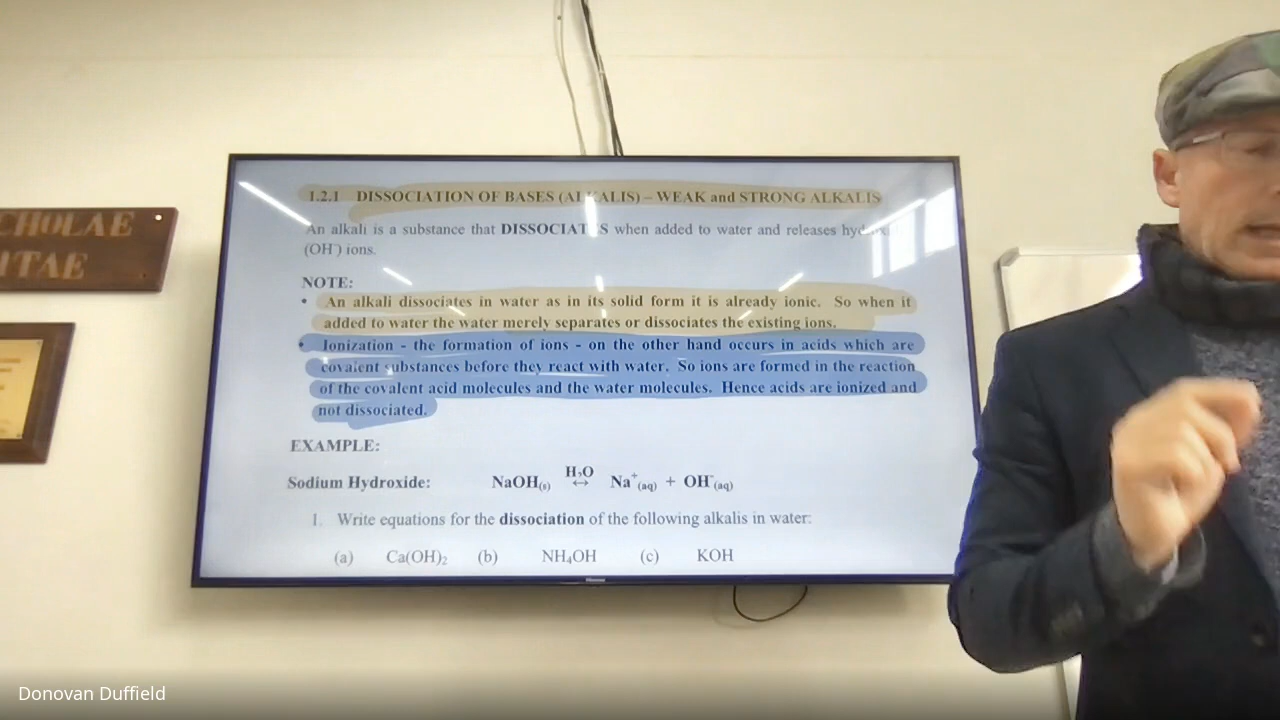 CHOLAE
ITAE
1.2.1 DISSOCIATION OF BASES (ALKALIS) – WEAK and STRONG ALKALIS
An alkali is a substance that DISSOCIATES when added to water and releases
(OH⁻) ions.
NOTE:
• An alkali dissociates in water as in its solid form it is already ionic. So when it
added to water the water merely separates or dissociates the existing ions.
• Ionization - the formation of ions - on the other hand occurs in acids which are
covalent substances before they react with water. So ions are formed in the reaction
of the covalent acid molecules and the water molecules. Hence acids are ionized and
not dissociated.
EXAMPLE:
Sodium Hydroxide: NaOH(s) H₂O ↔ Na⁺(aq) + OH⁻(aq)
1. Write equations for the dissociation of the following alkalis in water:
(a) Ca(OH)₂ (b) NH₄OH (c) KOH
Hisense
Donovan Duffield